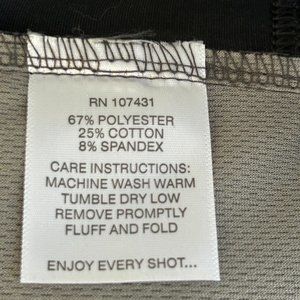 RN 107431
67% POLYESTER
25% COTTON
8% SPANDEX
CARE INSTRUCTIONS:
MACHINE WASH WARM
TUMBLE DRY LOW
REMOVE PROMPTLY
FLUFF AND FOLD
ENJOY EVERY SHOT...